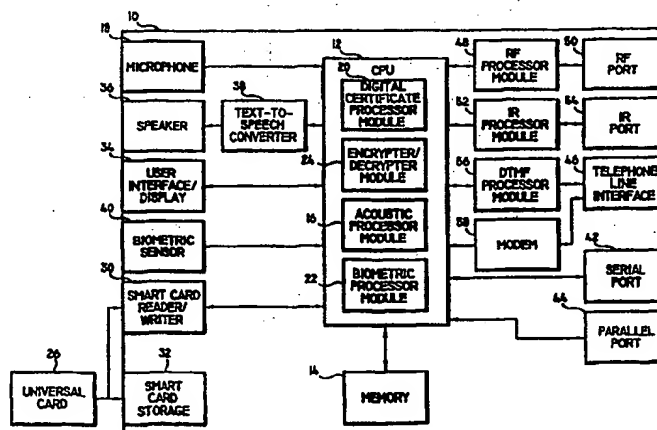 10
18
MICROPHONE
36
SPEAKER
38
TEXT-TO-
SPEECH
CONVERTER
34
USER
INTERFACE/
DISPLAY
40
BIOMETRIC
SENSOR
30
SMART CARD
READER/
WRITER
26
UNIVERSAL
CARD
32
SMART
CARD
STORAGE
12
CPU
20
DIGITAL
CERTIFICATE
PROCESSOR
MODULE
24
ENCRYPTER/
DECRYPTER
MODULE
16
ACOUSTIC
PROCESSOR
MODULE
22
BIOMETRIC
PROCESSOR
MODULE
14
MEMORY
48
RF
PROCESSOR
MODULE
50
RF
PORT
52
IR
PROCESSOR
MODULE
54
IR
PORT
56
DTMF
PROCESSOR
MODULE
46
TELEPHONE
LINE
INTERFACE
58
MODEM
42
SERIAL
PORT
44
PARALLEL
PORT